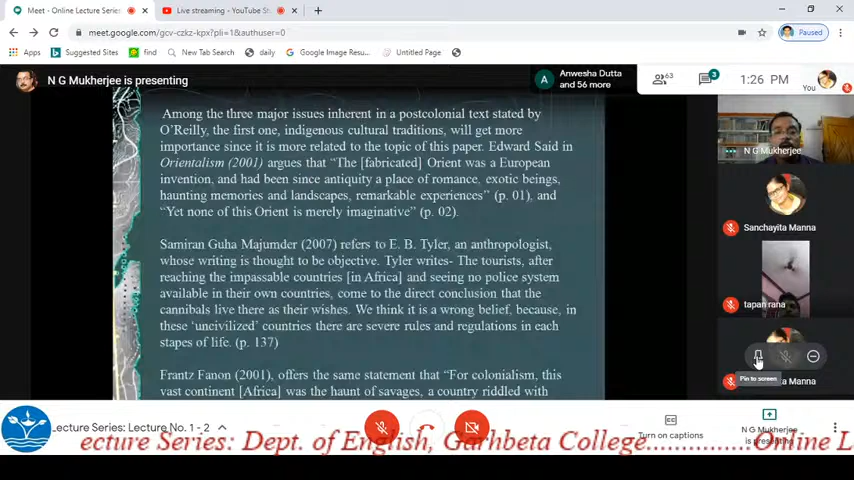 Meet - Online Lecture Series
Live streaming - YouTube St
meet.google.com/gcv-czkz-kpx?pli=1&authuser=0
Paused
Apps
Suggested Sites
find
New Tab Search
daily
Google Image Resu...
Untitled Page
N G Mukherjee is presenting
A
Anwesha Dutta
and 56 more
63
3
1:26 PM
You
Among the three major issues inherent in a postcolonial text stated by
O'Reilly, the first one, indigenous cultural traditions, will get more
importance since it is more related to the topic of this paper. Edward Said in
Orientalism (2001) argues that “The [fabricated] Orient was a European
invention, and had been since antiquity a place of romance, exotic beings,
haunting memories and landscapes, remarkable experiences” (p. 01), and
“Yet none of this Orient is merely imaginative” (p. 02).
Samiran Guha Majumder (2007) refers to E. B. Tyler, an anthropologist,
whose writing is thought to be objective. Tyler writes- The tourists, after
reaching the impassable countries [in Africa] and seeing no police system
available in their own countries, come to the direct conclusion that the
cannibals live there as their wishes. We think it is a wrong belief, because, in
these ‘uncivilized’ countries there are severe rules and regulations in each
stapes of life. (p. 137)
Frantz Fanon (2001), offers the same statement that “For colonialism, this
vast continent [Africa] was the haunt of savages, a country riddled with
N G Mukherjee
Sanchayita Manna
tapan rana
Pin to screen
ta Manna
ecture Series: Lecture No. 1 - 2
Turn on captions
N G Mukherjee
is presenting
ecture Series: Dept. of English, Garhbeta College..............Online L